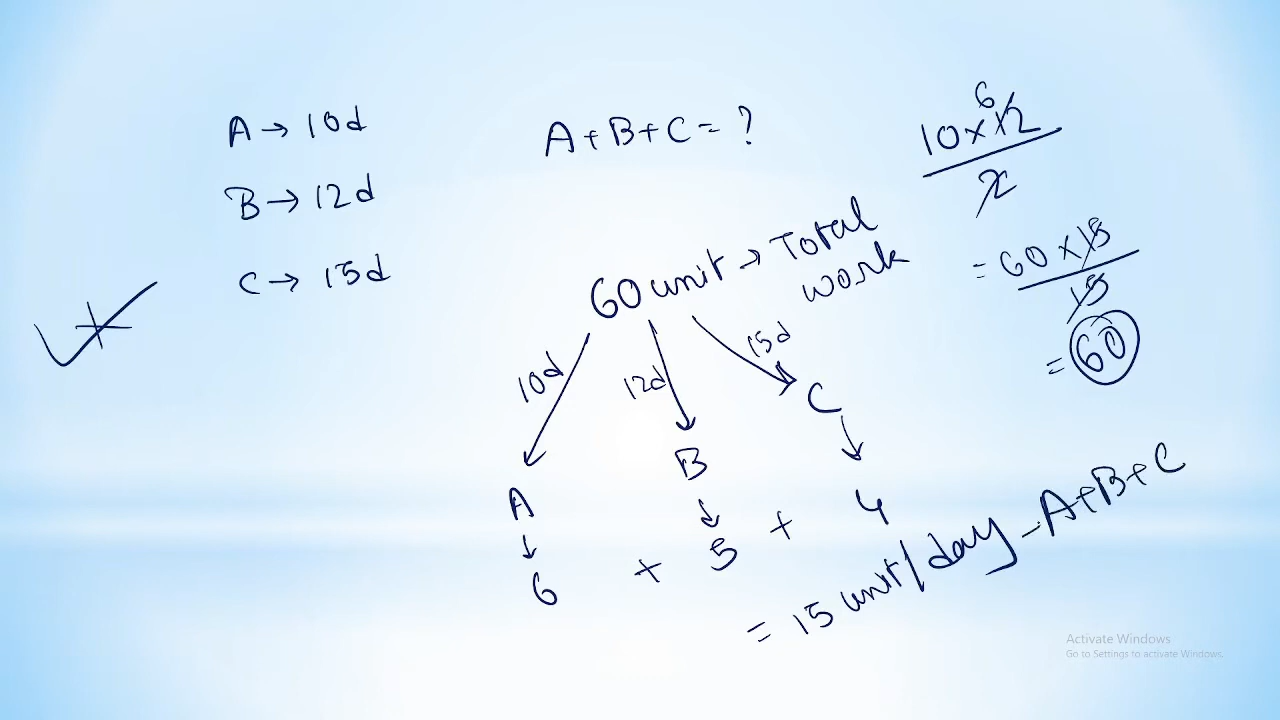 A → 10d
B → 12d
C → 15d
A+B+C = ?
60 unit → Total work
10d
12d
15d
A
B
C
6 + 5 + 4
= 15 unit/day - A+B+C
6
10×12
2
= 60×15
15
= 60
Activate Windows
Go to Settings to activate Windows.